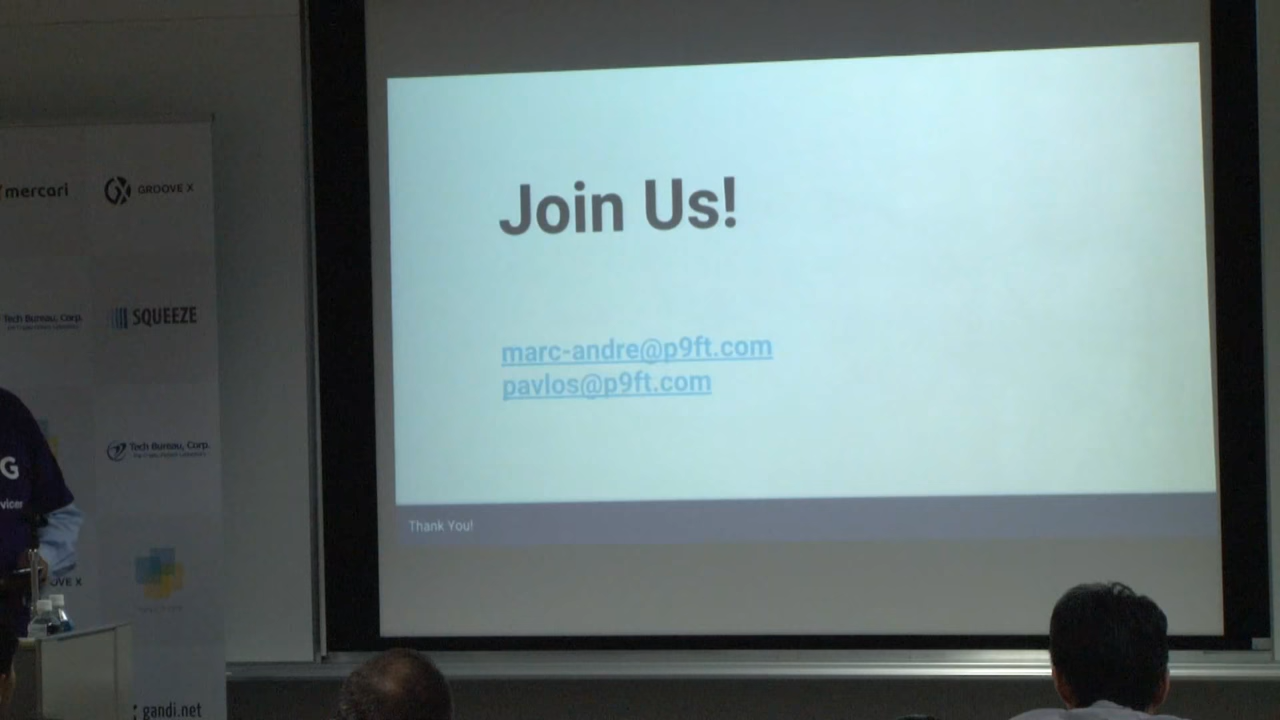 mercari
GROOVE X
Tech Bureau, Corp.
SQUEEZE
Tech Bureau, Corp.
G
OVE X
gandi.net
Join Us!
marc-andre@p9ft.com
pavlos@p9ft.com
Thank You!